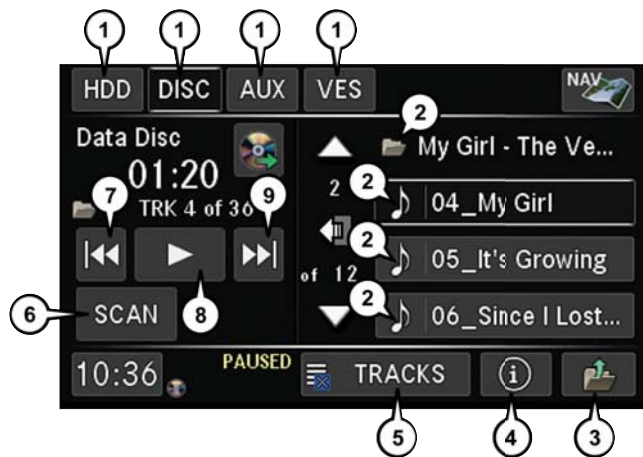 1 1 1 1
HDD DISC AUX VES NAV
Data Disc
01:20
TRK 4 of 36
7 9
8
SCAN
6
2
My Girl - The Ve...
2
of 12
2
04_My Girl
2
05_It's Growing
2
06_Since I Lost...
10:36 PAUSED TRACKS i
5 4 3